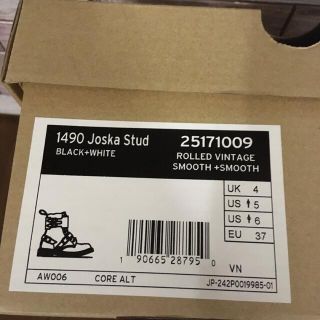 1490 Joska Stud 25171009
BLACK+WHITE ROLLED VINTAGE
SMOOTH +SMOOTH
UK 4
US 5
US 6
EU 37
1 90665 28795 0
VN
AW006 CORE ALT JP-242P0019985-01